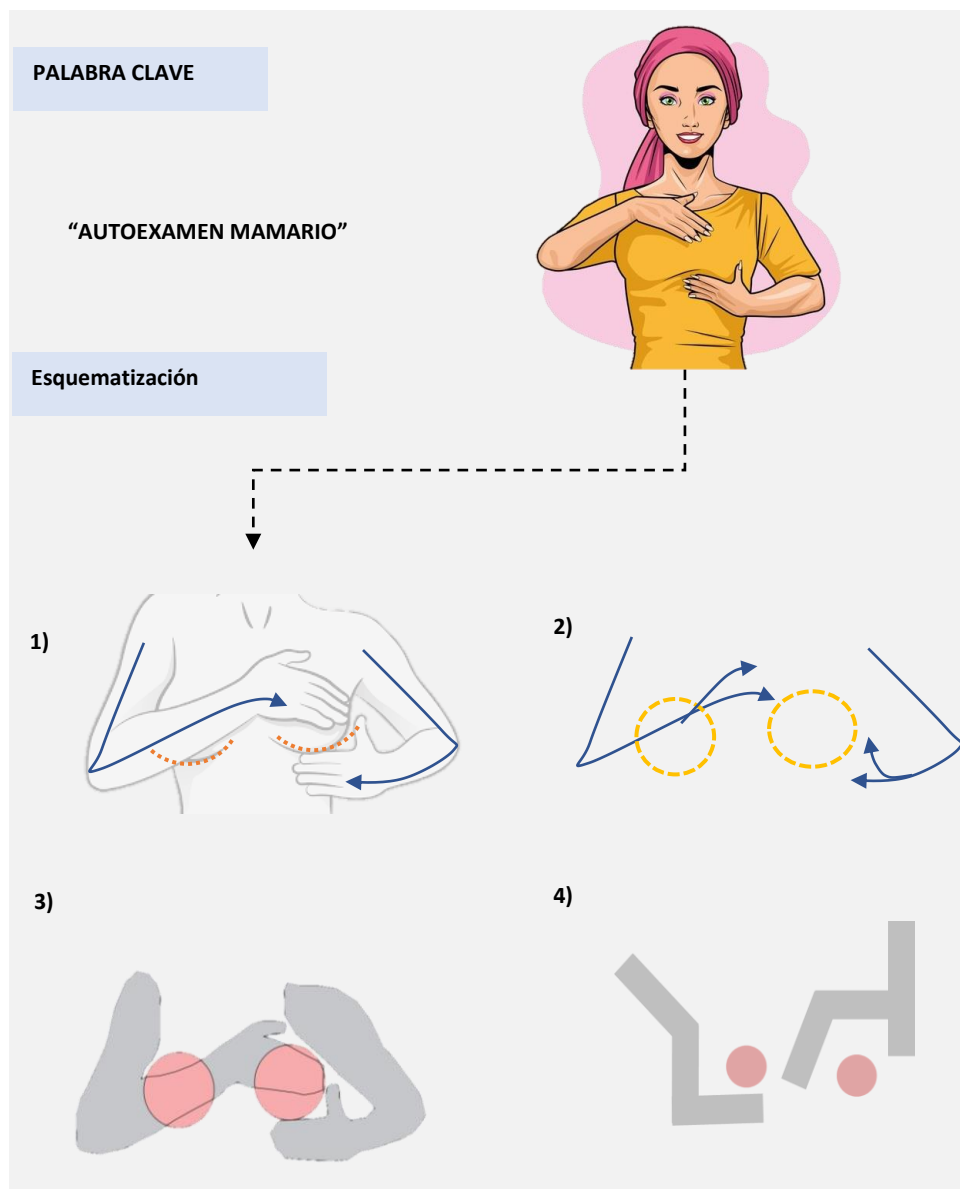 PALABRA CLAVE
“AUTOEXAMEN MAMARIO”
Esquematización
1)
2)
3)
4)